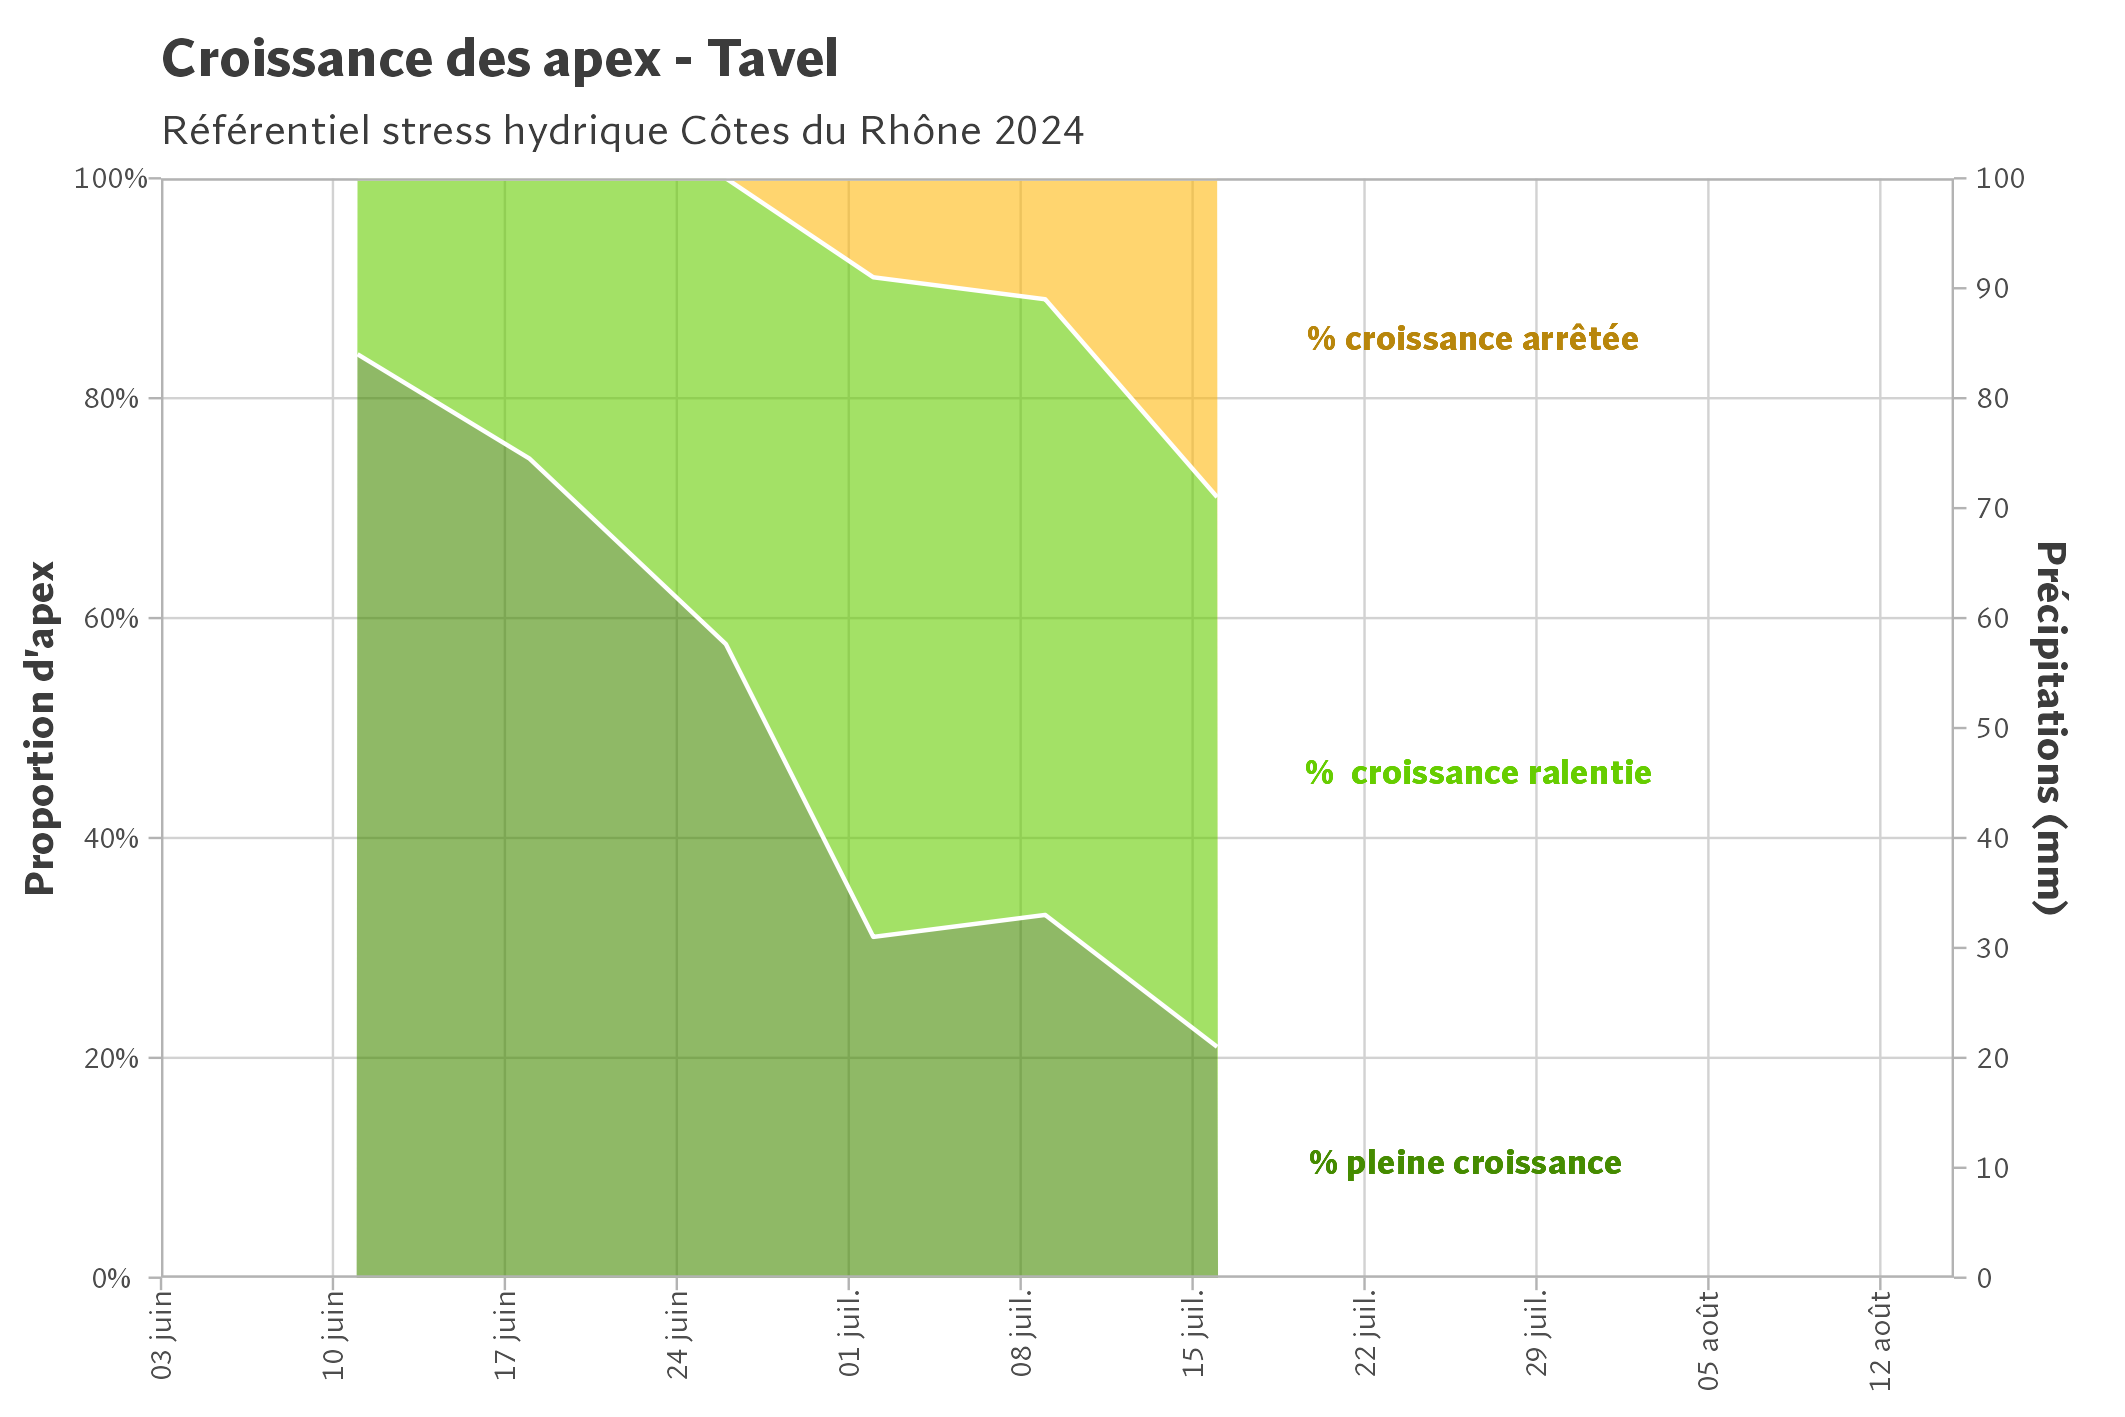 Croissance des apex - Tavel
Référentiel stress hydrique Côtes du Rhône 2024
Proportion d'apex
100%
80%
60%
40%
20%
0%
% croissance arrêtée
%  croissance ralentie
% pleine croissance
100
90
80
70
60
50
40
30
20
10
0
Précipitations (mm)
03 juin
10 juin
17 juin
24 juin
01 juil.
08 juil.
15 juil.
22 juil.
29 juil.
05 août
12 août